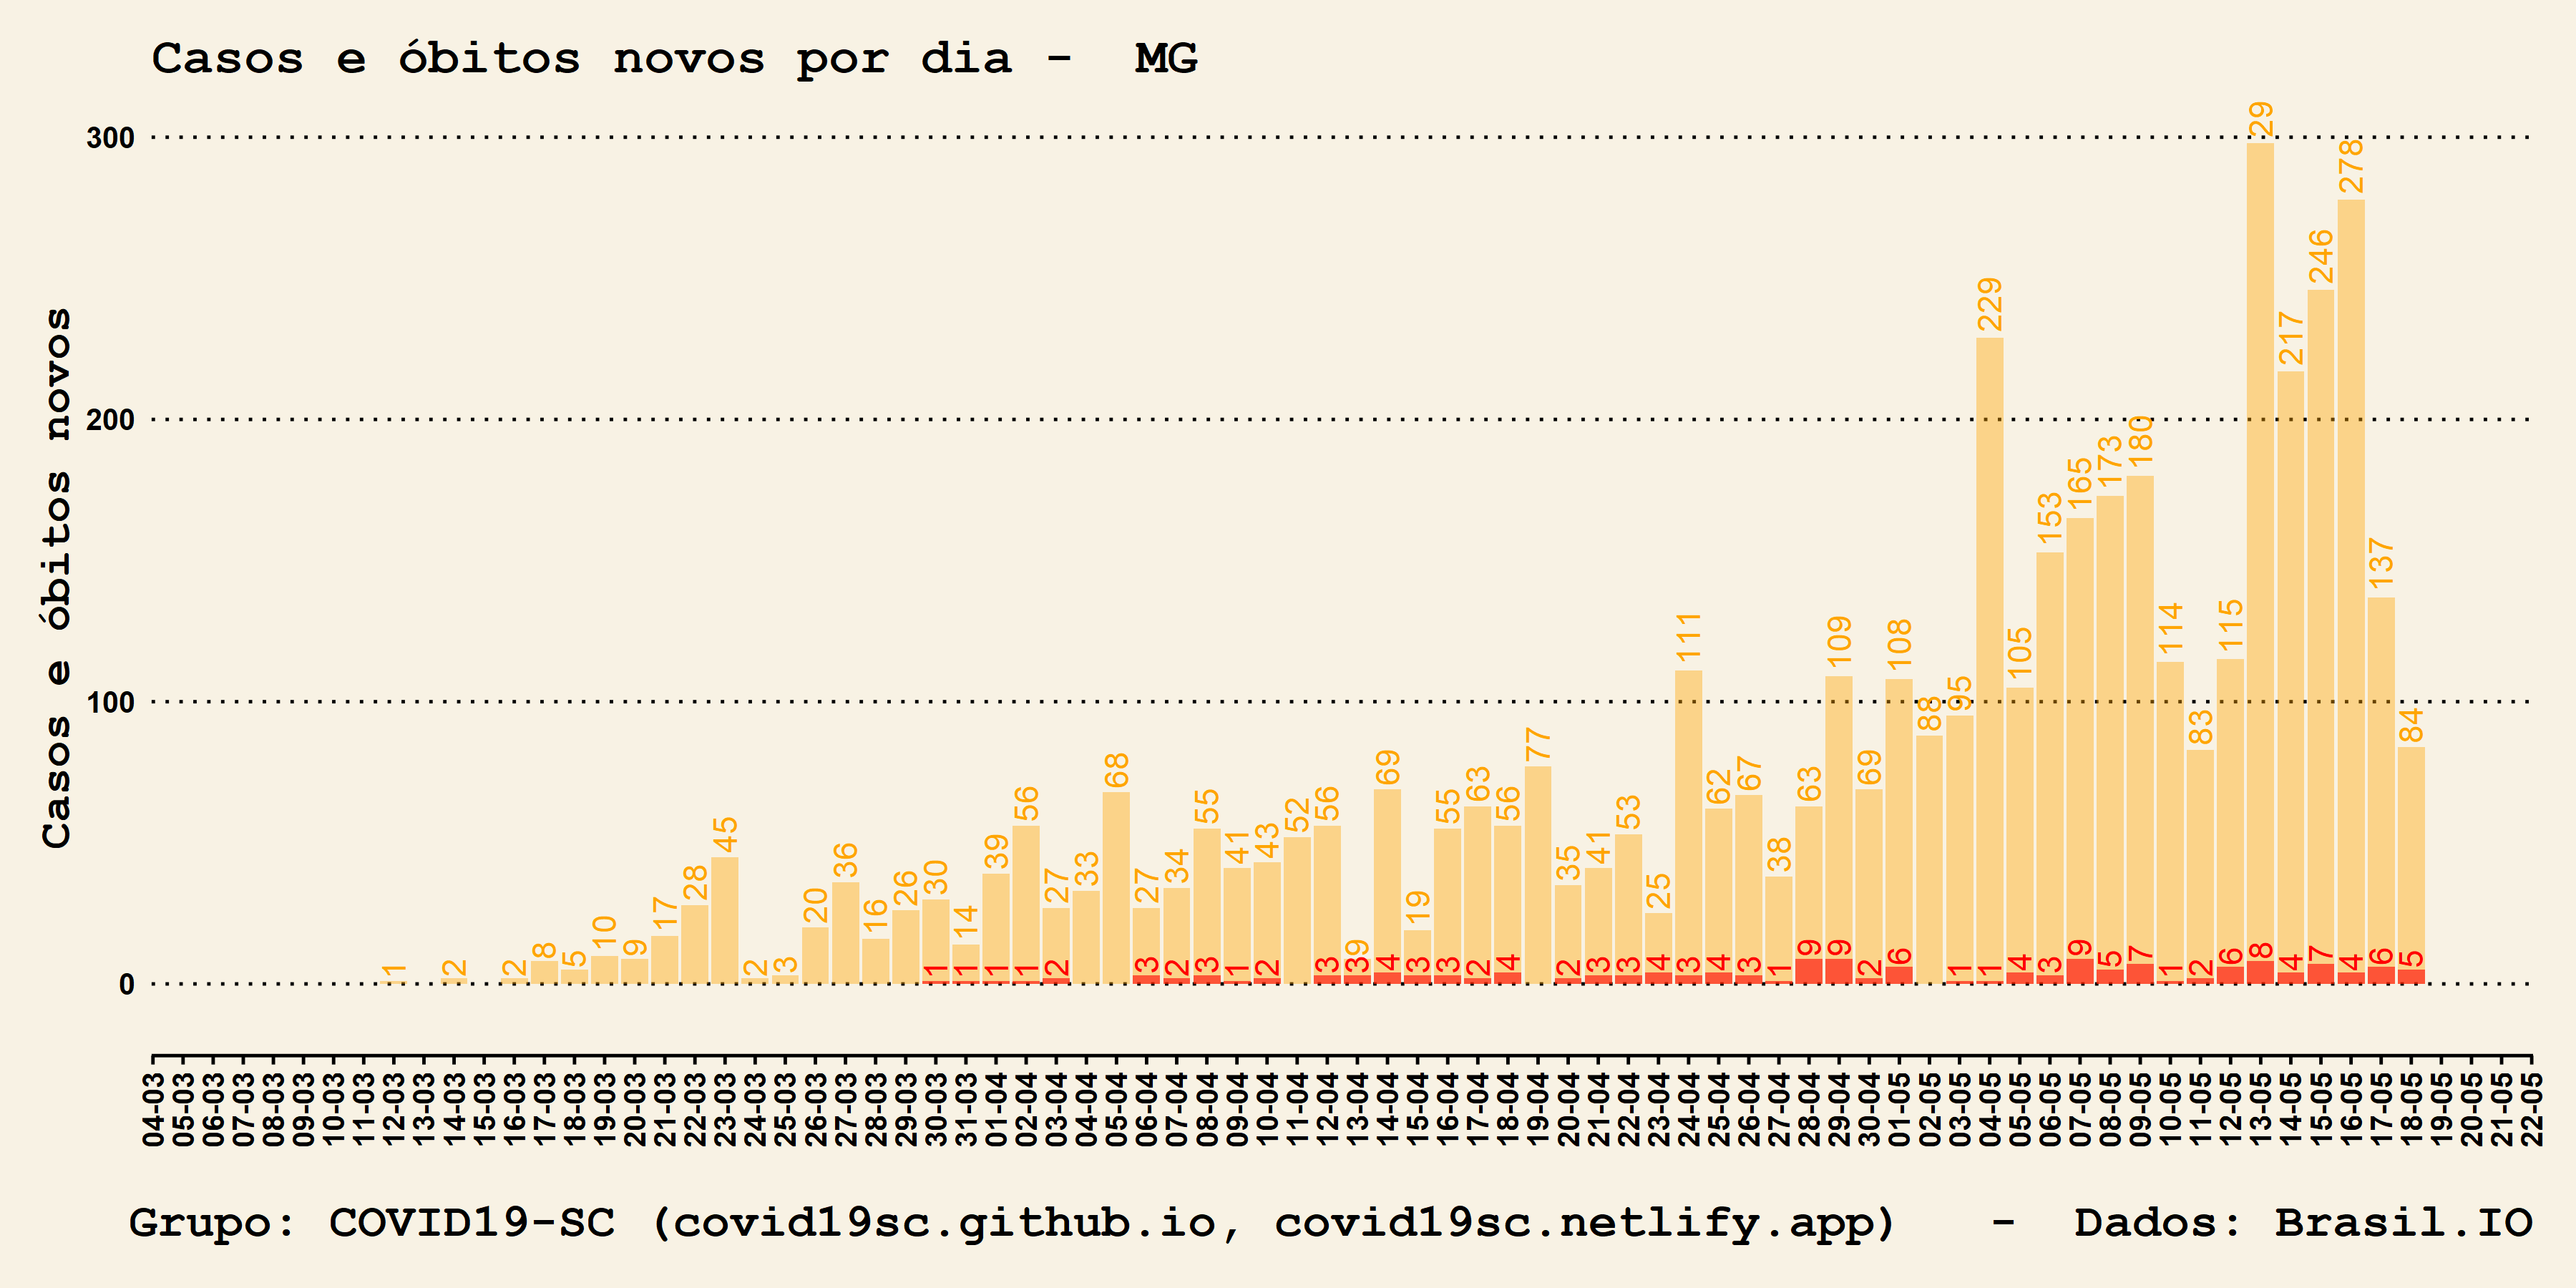 Casos e óbitos novos por dia -  MG
Casos e óbitos novos
300
200
100
0
1 2 2 8 5 10 9 17 28 45 2 3 20 36 16 26 30 14 39 56 27 33 68 27 34 55 41 43 52 56 9 69 19 55 63 56 77 35 41 53 25 111 62 67 38 63 109 69 108 88 95 229 105 153 165 173 180 114 83 115 29 217 246 278 137 84
1 1 1 1 2 3 2 3 1 2 3 3 4 3 3 2 4 2 3 3 4 3 4 3 1 9 9 2 6 1 1 4 3 9 5 7 1 2 6 8 4 7 4 6 5
04-03 05-03 06-03 07-03 08-03 09-03 10-03 11-03 12-03 13-03 14-03 15-03 16-03 17-03 18-03 19-03 20-03 21-03 22-03 23-03 24-03 25-03 26-03 27-03 28-03 29-03 30-03 31-03 01-04 02-04 03-04 04-04 05-04 06-04 07-04 08-04 09-04 10-04 11-04 12-04 13-04 14-04 15-04 16-04 17-04 18-04 19-04 20-04 21-04 22-04 23-04 24-04 25-04 26-04 27-04 28-04 29-04 30-04 01-05 02-05 03-05 04-05 05-05 06-05 07-05 08-05 09-05 10-05 11-05 12-05 13-05 14-05 15-05 16-05 17-05 18-05 19-05 20-05 21-05 22-05
Grupo: COVID19-SC (covid19sc.github.io, covid19sc.netlify.app)  -  Dados: Brasil.IO